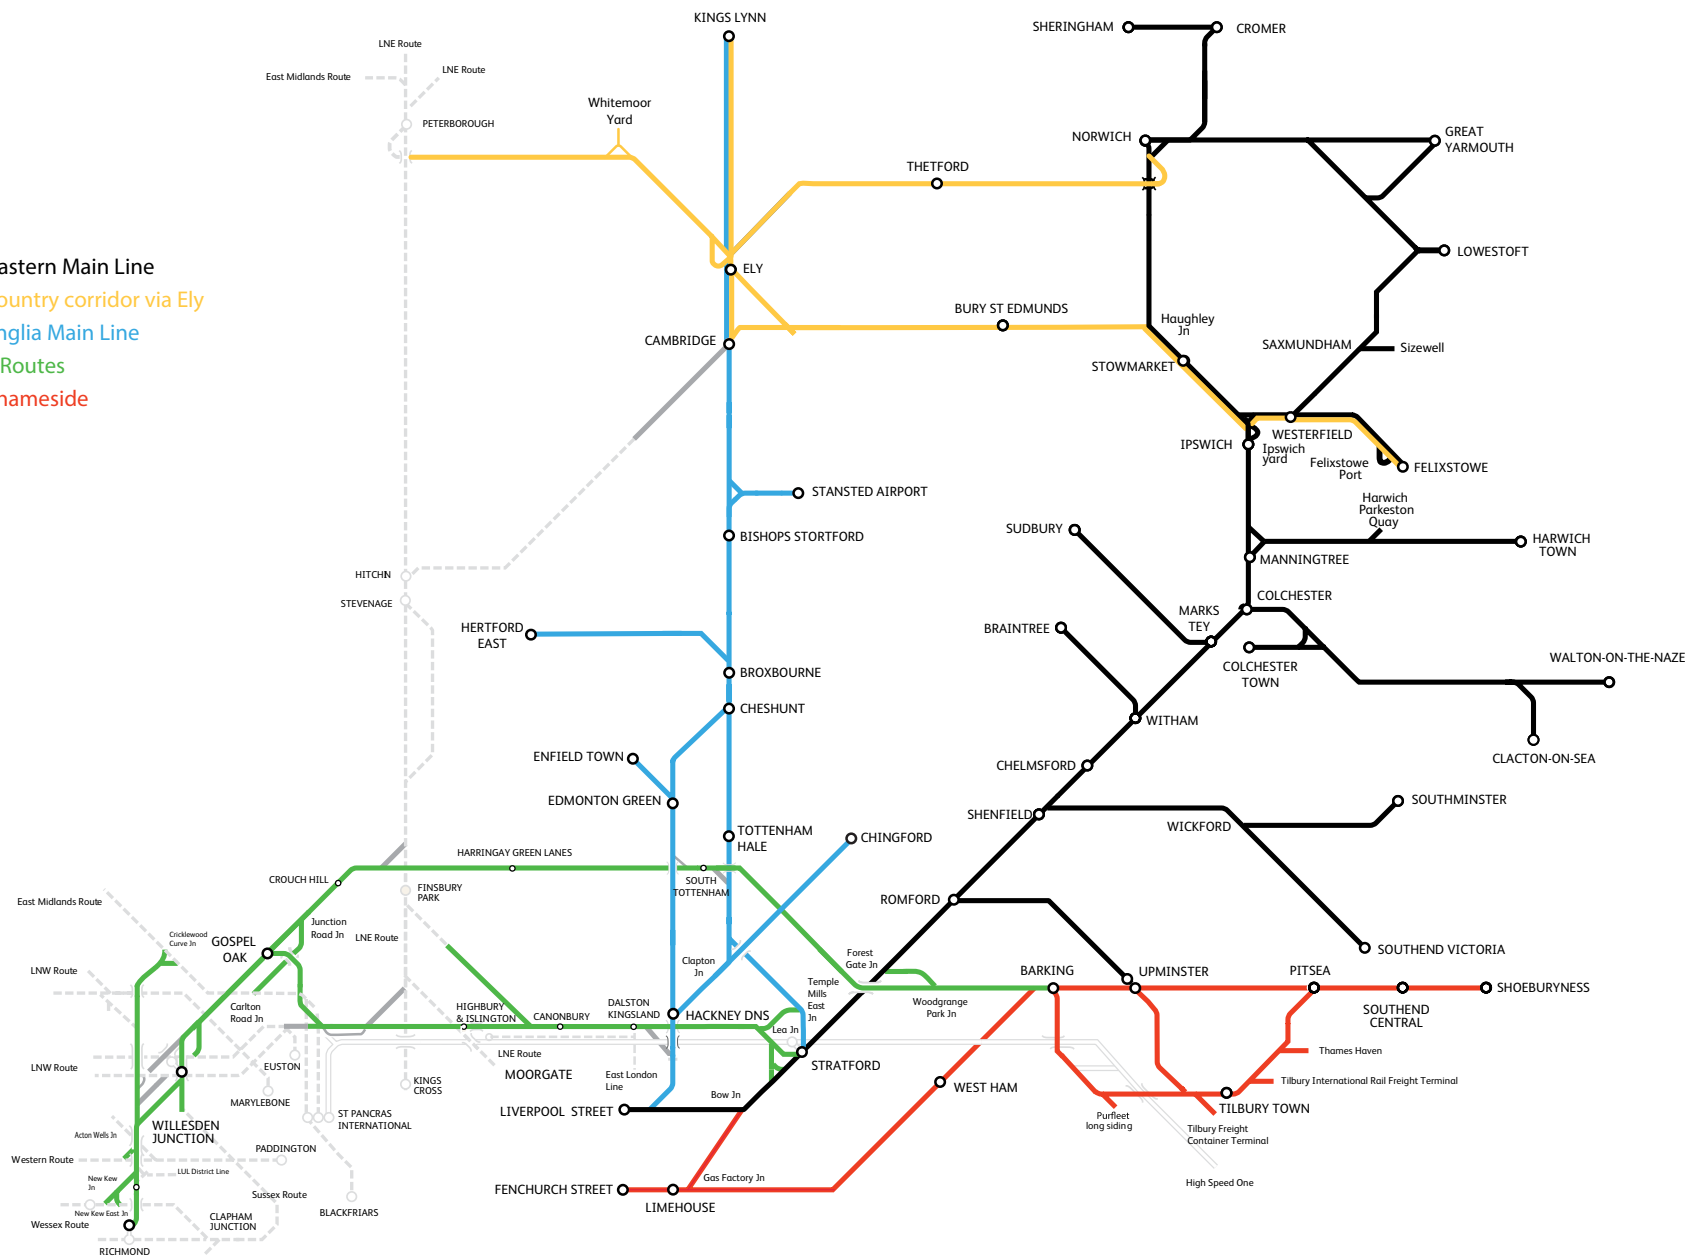 KINGS LYNN
SHERINGHAM
CROMER
LNE Route
East Midlands Route
LNE Route
PETERBOROUGH
Whitemoor
Yard
NORWICH
GREAT
YARMOUTH
THETFORD
LOWESTOFT
ELY
astern Main Line
ountry corridor via Ely
nglia Main Line
Routes
hameside
BURY ST EDMUNDS
Haughley
Jn
CAMBRIDGE
SAXMUNDHAM
Sizewell
STOWMARKET
IPSWICH
WESTERFIELD
Ipswich
yard
Felixstowe
Port
FELIXSTOWE
STANSTED AIRPORT
Harwich
Parkeston
Quay
SUDBURY
BISHOPS STORTFORD
HARWICH
TOWN
MANNINGTREE
HITCHIN
STEVENAGE
COLCHESTER
MARKS
TEY
HERTFORD
EAST
BRAINTREE
COLCHESTER
TOWN
WALTON-ON-THE-NAZE
BROXBOURNE
CHESHUNT
WITHAM
ENFIELD TOWN
CHELMSFORD
CLACTON-ON-SEA
EDMONTON GREEN
SHENFIELD
SOUTHMINSTER
WICKFORD
TOTTENHAM
HALE
CHINGFORD
HARRINGAY GREEN LANES
CROUCH HILL
FINSBURY
PARK
SOUTH
TOTTENHAM
ROMFORD
East Midlands Route
Junction
Road Jn
Cricklewood
Curve Jn
GOSPEL
OAK
LNE Route
SOUTHEND VICTORIA
Clapton
Jn
Forest
Gate Jn
LNW Route
BARKING
UPMINSTER
PITSEA
SHOEBURYNESS
Temple
Mills
East
Jn
Woodgrange
Park Jn
SOUTHEND
CENTRAL
Carlton
Road Jn
HIGHBURY
& ISLINGTON
CANONBURY
DALSTON
KINGSLAND
HACKNEY DNS
Lea Jn
LNE Route
Thames Haven
LNW Route
EUSTON
MOORGATE
East London
Line
STRATFORD
KINGS
CROSS
WEST HAM
Tilbury International Rail Freight Terminal
MARYLEBONE
Bow Jn
LIVERPOOL STREET
TILBURY TOWN
ST PANCRAS
INTERNATIONAL
Purfleet
long siding
WILLESDEN
JUNCTION
Acton Wells Jn
Tilbury Freight
Container Terminal
PADDINGTON
Western Route
LUL District Line
New Kew
Jn
Gas Factory Jn
High Speed One
FENCHURCH STREET
Sussex Route
LIMEHOUSE
New Kew East Jn
BLACKFRIARS
Wessex Route
CLAPHAM
JUNCTION
RICHMOND